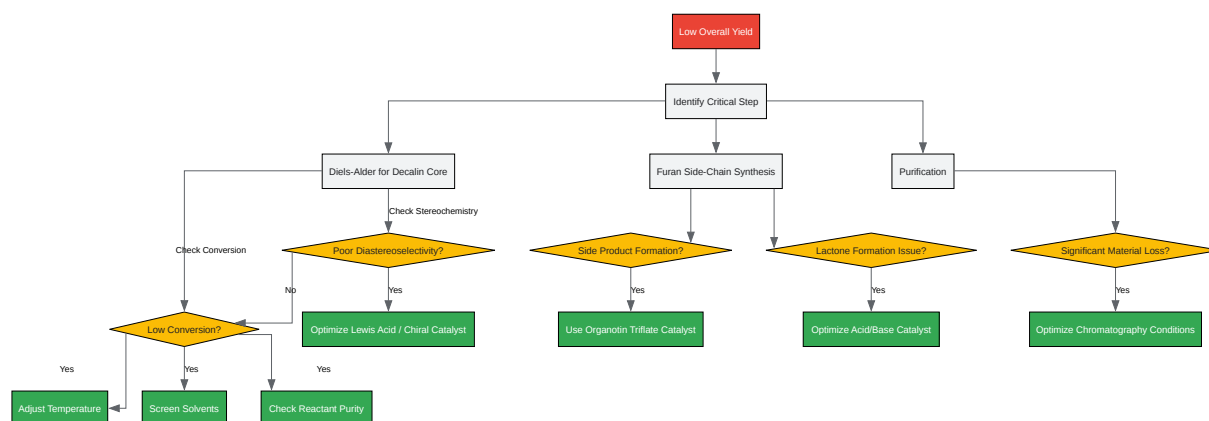 Low Overall Yield
Identify Critical Step
Diels-Alder for Decalin Core
Furan Side-Chain Synthesis
Purification
Check Stereochemistry
Check Conversion
Poor Diastereoselectivity?
Side Product Formation?
Lactone Formation Issue?
Significant Material Loss?
No
Yes
Yes
Yes
Yes
Low Conversion?
Optimize Lewis Acid / Chiral Catalyst
Use Organotin Triflate Catalyst
Optimize Acid/Base Catalyst
Optimize Chromatography Conditions
Yes
Yes
Yes
Adjust Temperature
Screen Solvents
Check Reactant Purity